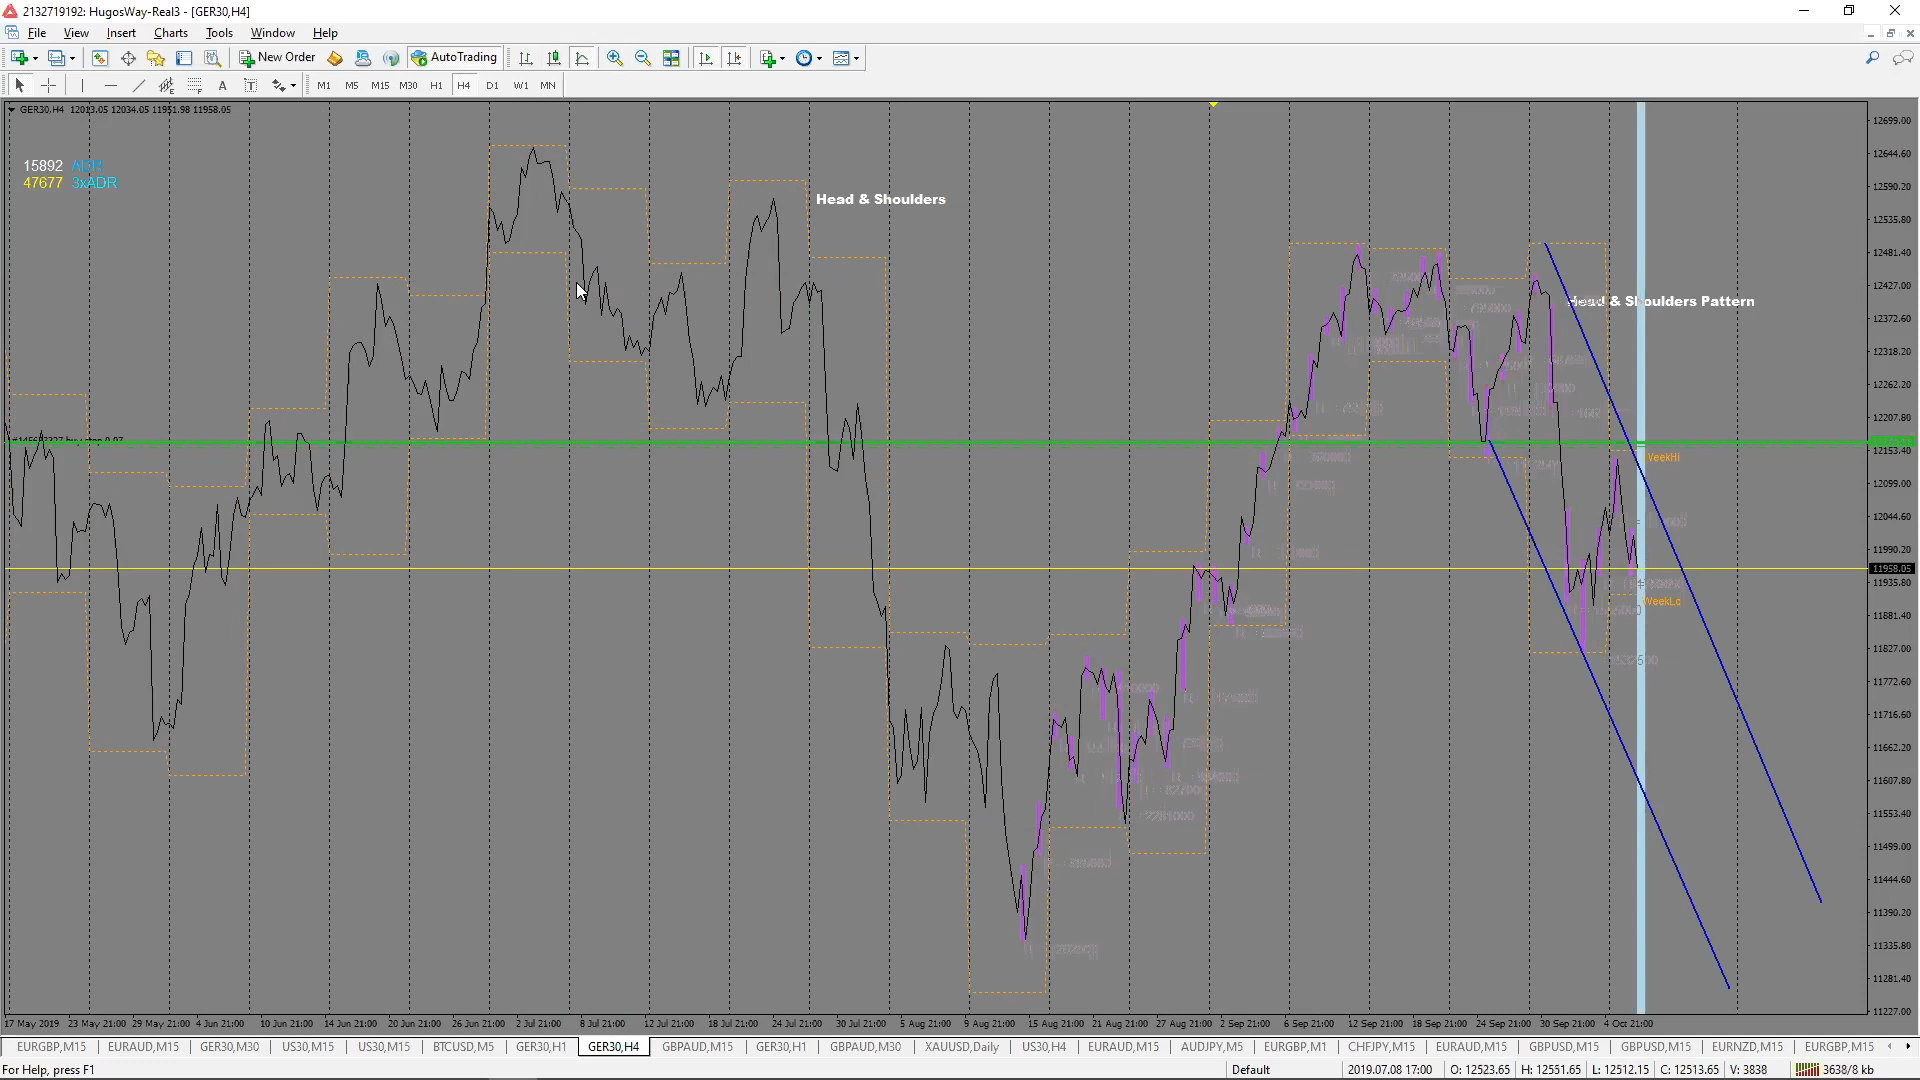 2132719192: HugosWay-Real3 - [GER30,H4]
File View Insert Charts Tools Window Help
New Order AutoTrading
M1 M5 M15 M30 H1 H4 D1 W1 MN
GER30,H4 12013.05 12034.05 11951.98 11958.05
15892 ADR
47677 3xADR
Head & Shoulders
Head & Shoulders Pattern
WeekHi
WeekLo
12699.00
12644.60
12590.20
12535.80
12481.40
12427.00
12372.60
12318.20
12262.20
12207.80
12153.40
12099.00
12044.60
11990.20
11958.05
11935.80
11881.40
11827.00
11772.60
11716.60
11662.20
11607.80
11553.40
11499.00
11444.60
11390.20
11335.80
11281.40
11227.00
17 May 2019 23 May 21:00 29 May 21:00 4 Jun 21:00 10 Jun 21:00 14 Jun 21:00 20 Jun 21:00 26 Jun 21:00 2 Jul 21:00 8 Jul 21:00 12 Jul 21:00 18 Jul 21:00 24 Jul 21:00 30 Jul 21:00 5 Aug 21:00 9 Aug 21:00 15 Aug 21:00 21 Aug 21:00 27 Aug 21:00 2 Sep 21:00 6 Sep 21:00 12 Sep 21:00 18 Sep 21:00 24 Sep 21:00 30 Sep 21:00 4 Oct 21:00
EURGBP,M15 EURAUD,M15 GER30,M30 US30,M15 US30,M15 BTCUSD,M5 GER30,H1 GER30,H4 GBPAUD,M15 GER30,H1 GBPAUD,M30 XAUUSD,Daily US30,H4 EURAUD,M15 AUDJPY,M5 EURGBP,M1 CHFJPY,M15 EURAUD,M15 GBPUSD,M15 GBPUSD,M15 EURNZD,M15 EURGBP,M15
For Help, press F1 Default 2019.07.08 17:00 O: 12523.65 H: 12551.65 L: 12512.15 C: 12513.65 V: 3838 3638/8 kb